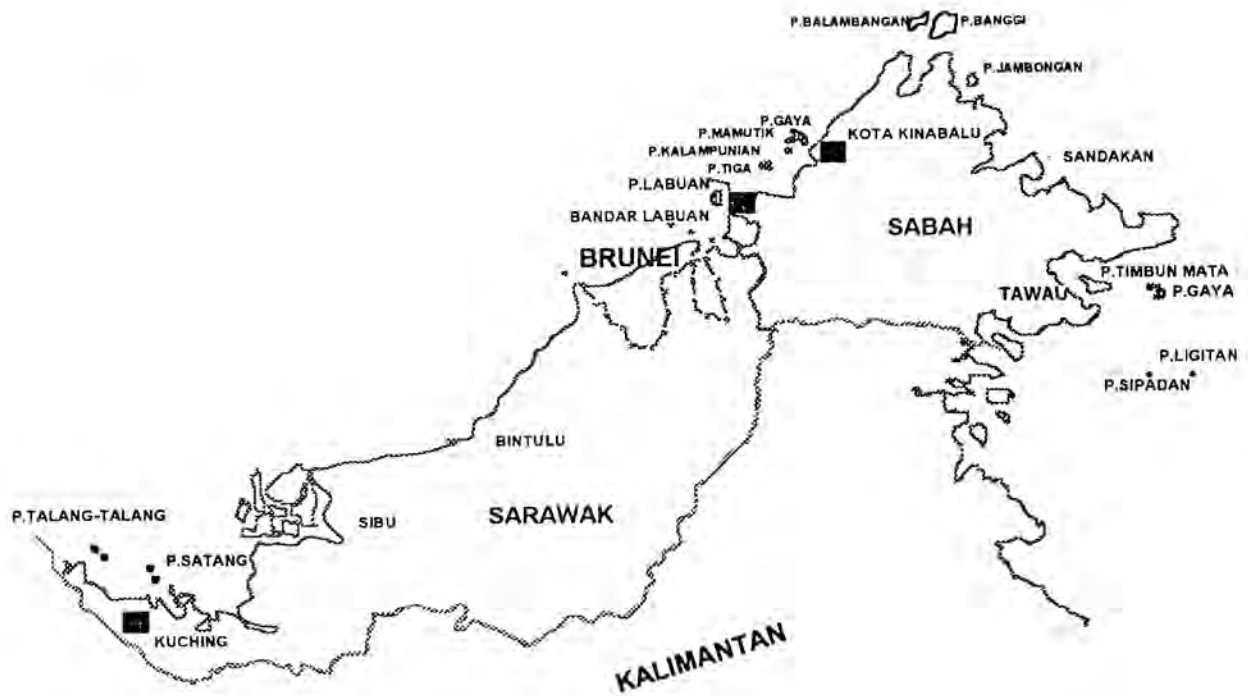 P.BALAMBANGAN
P.BANGGI
P.JAMBONGAN
P.GAYA
P.MAMUTIK
KOTA KINABALU
P.KALAMPUNIAN
SANDAKAN
P.TIGA
P.LABUAN
BANDAR LABUAN
SABAH
BRUNEI
P.TIMBUN MATA
TAWAU
P.GAYA
P.LIGITAN
P.SIPADAN
BINTULU
P.TALANG-TALANG
SIBU
SARAWAK
P.SATANG
KUCHING
KALIMANTAN